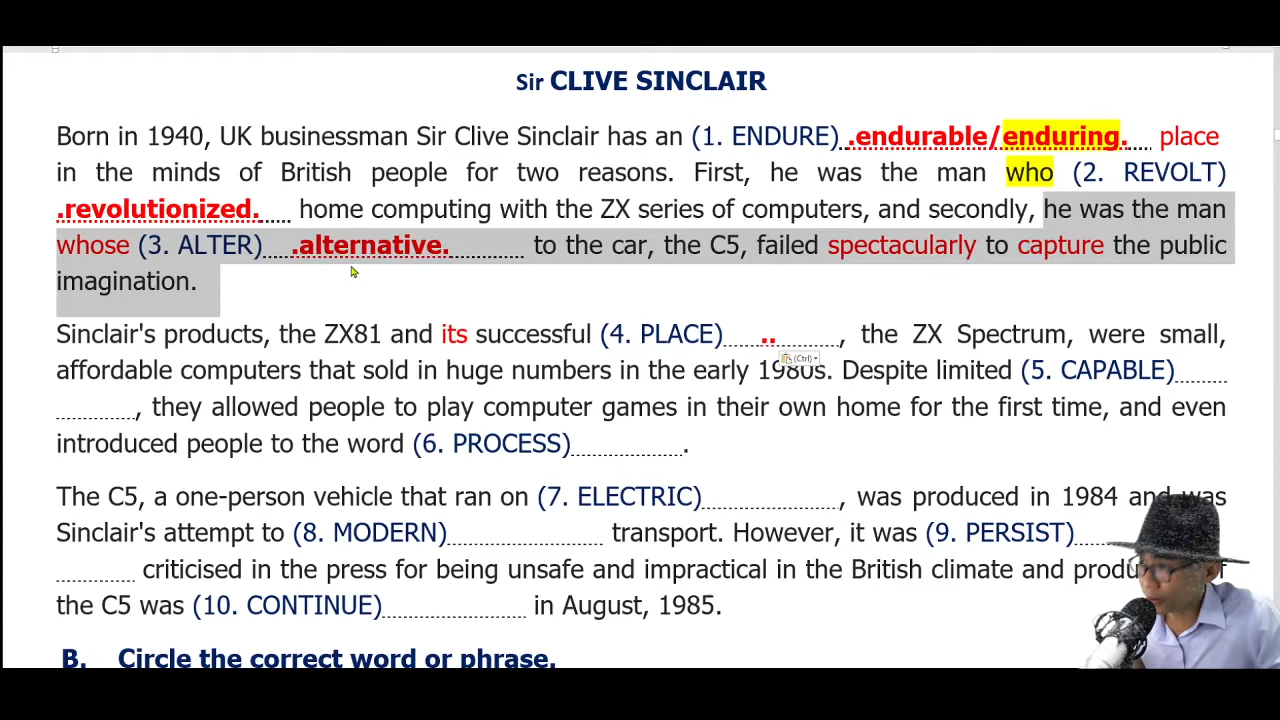 Sir CLIVE SINCLAIR
Born in 1940, UK businessman Sir Clive Sinclair has an (1. ENDURE) .endurable/enduring. place
in the minds of British people for two reasons. First, he was the man who (2. REVOLT)
.revolutionized. home computing with the ZX series of computers, and secondly, he was the man
whose (3. ALTER) .alternative. to the car, the C5, failed spectacularly to capture the public
imagination.
Sinclair's products, the ZX81 and its successful (4. PLACE) .. , the ZX Spectrum, were small,
(Ctrl)
affordable computers that sold in huge numbers in the early 1980s. Despite limited (5. CAPABLE)
, they allowed people to play computer games in their own home for the first time, and even
introduced people to the word (6. PROCESS) .
The C5, a one-person vehicle that ran on (7. ELECTRIC) , was produced in 1984 and was
Sinclair's attempt to (8. MODERN) transport. However, it was (9. PERSIST)
criticised in the press for being unsafe and impractical in the British climate and
the C5 was (10. CONTINUE) in August, 1985.
B. Circle the correct word or phrase.